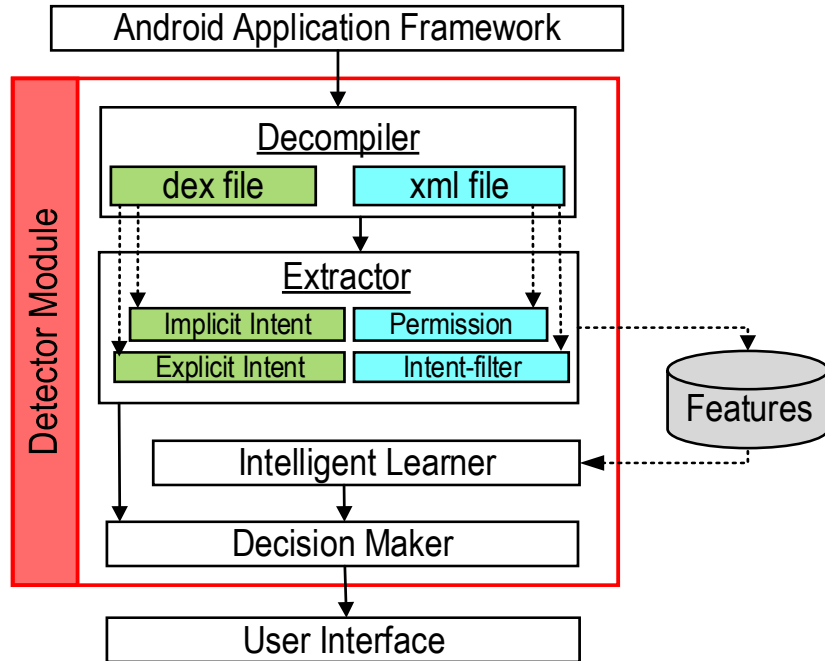 Android Application Framework
Detector Module
Decompiler
dex file
xml file
Extractor
Implicit Intent
Permission
Explicit Intent
Intent-filter
Features
Intelligent Learner
Decision Maker
User Interface